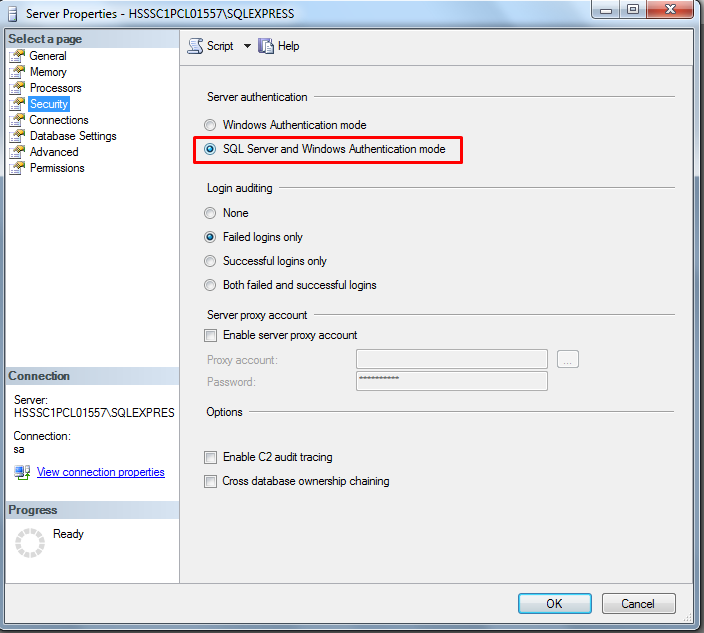 Server Properties - HSSSC1PCL01557\SQLEXPRESS
Select a page
General
Memory
Processors
Security
Connections
Database Settings
Advanced
Permissions
Script
Help
Server authentication
Windows Authentication mode
SQL Server and Windows Authentication mode
Login auditing
None
Failed logins only
Successful logins only
Both failed and successful logins
Server proxy account
Enable server proxy account
Proxy account:
...
Password:
**********
Options
Enable C2 audit tracing
Cross database ownership chaining
Connection
Server:
HSSSC1PCL01557\SQLEXPRES
Connection:
sa
View connection properties
Progress
Ready
OK
Cancel